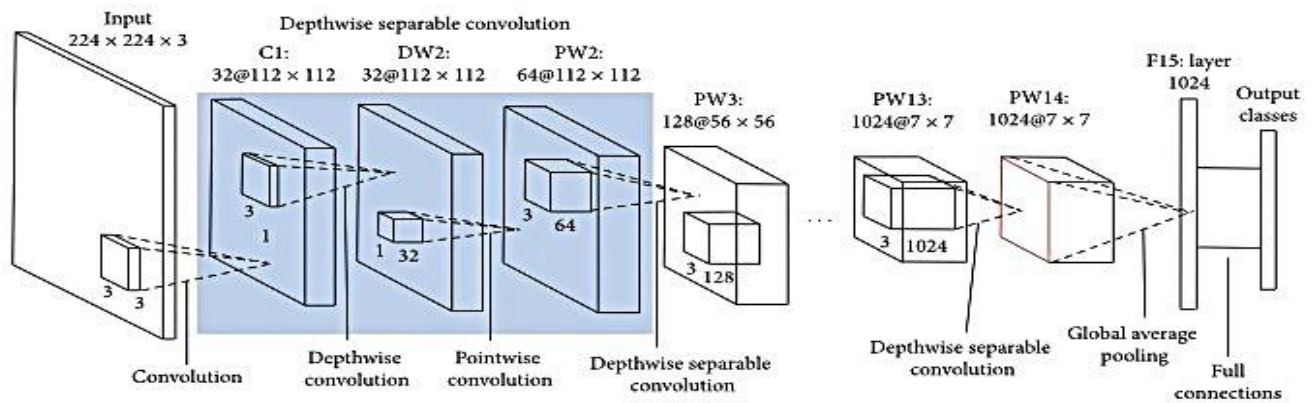 Input
224 × 224 × 3
Depthwise separable convolution
C1:
32@112 × 112
DW2:
32@112 × 112
PW2:
64@112 × 112
PW3:
128@56 × 56
PW13:
1024@7 × 7
PW14:
1024@7 × 7
F15: layer
1024
Output
classes
3
3
3
1
1
32
3
64
3
128
...
3
1024
Convolution
Depthwise
convolution
Pointwise
convolution
Depthwise separable
convolution
Depthwise separable
convolution
Global average
pooling
Full
connections